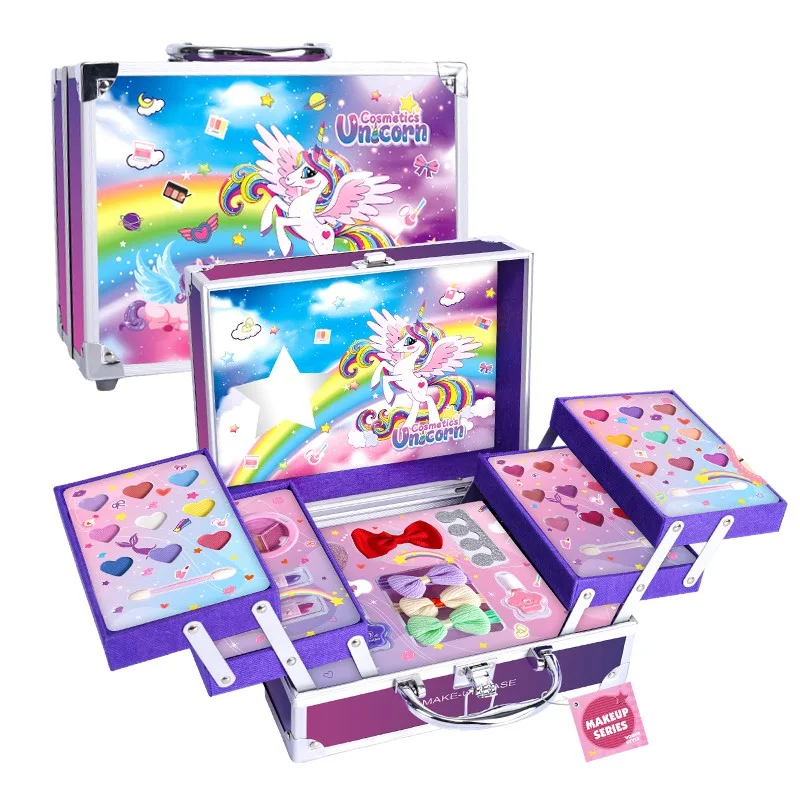 Cosmetics
Unicorn
Cosmetics
Unicorn
MAKE-UP CASE
MAKEUP
SERIES